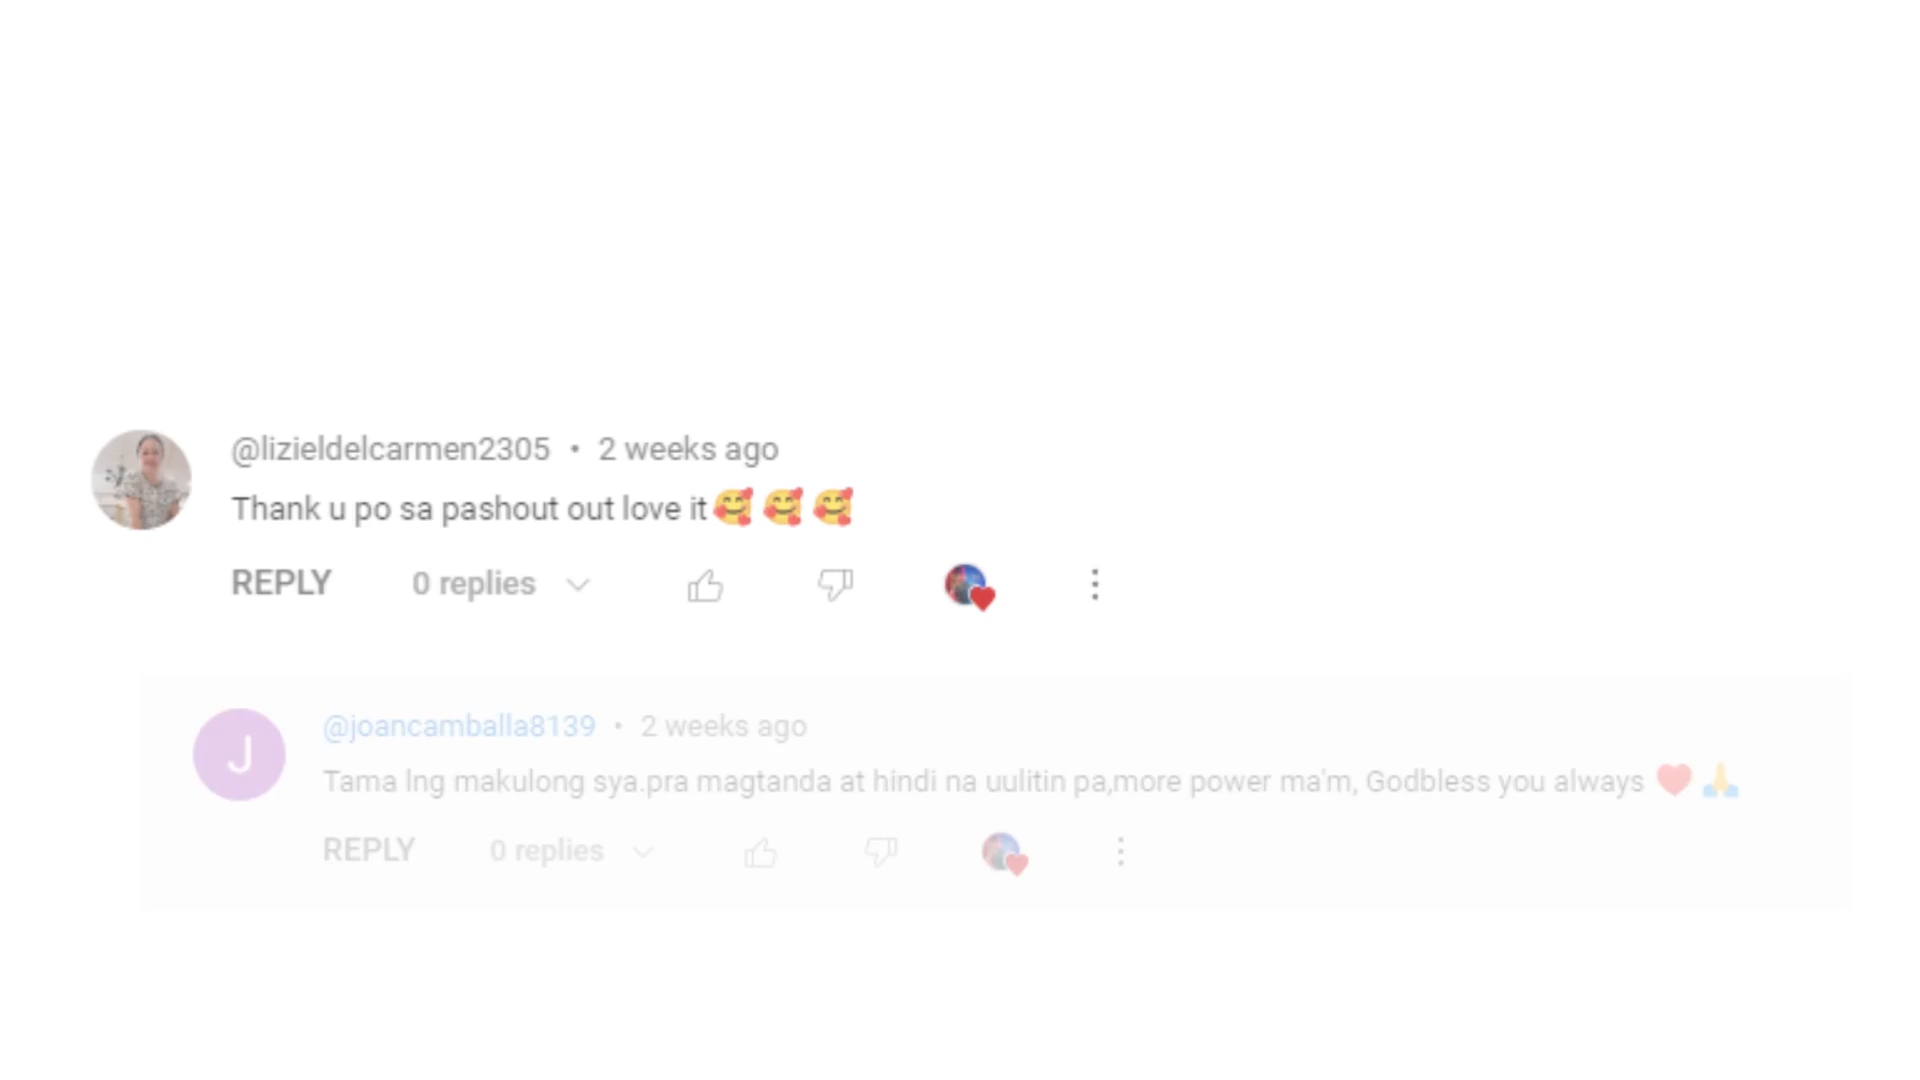 @lizieldelcarmen2305 • 2 weeks ago
Thank u po sa pashout out love it🥰🥰🥰
REPLY 0 replies
@joancamballa8139 • 2 weeks ago
J
Tama lng makulong sya.pra magtanda at hindi na uulitin pa,more power ma'm, Godbless you always ❤️🙏
REPLY 0 replies